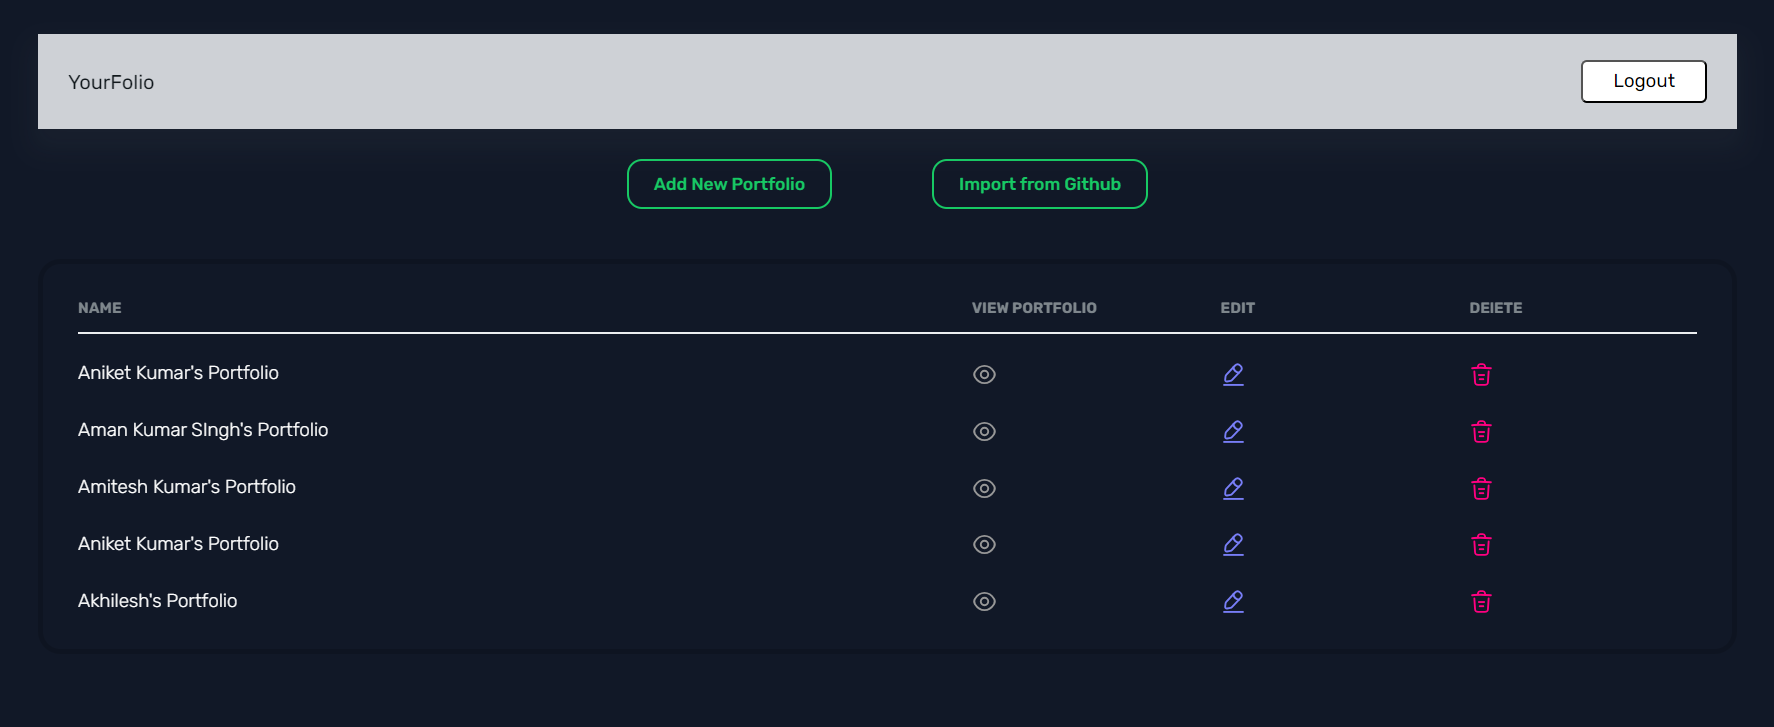 YourFolio
Logout
Add New Portfolio
Import from Github
NAME VIEW PORTFOLIO EDIT DEIETE
Aniket Kumar's Portfolio
Aman Kumar SIngh's Portfolio
Amitesh Kumar's Portfolio
Aniket Kumar's Portfolio
Akhilesh's Portfolio